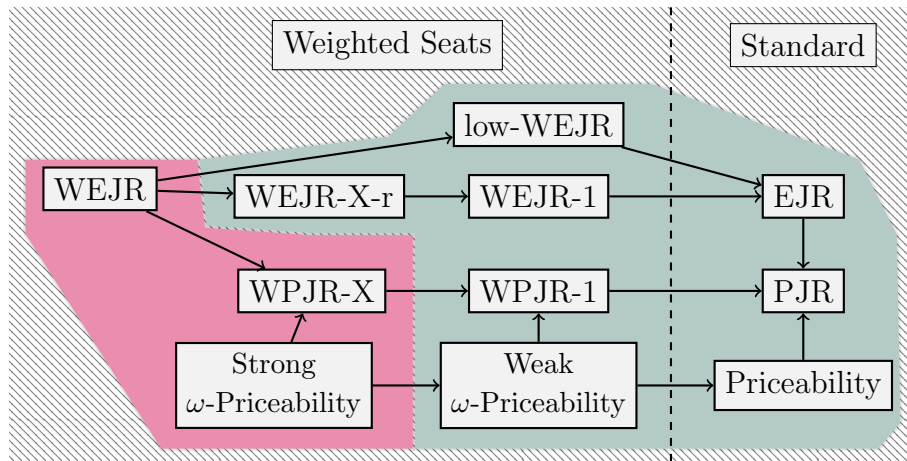 Weighted Seats
Standard
low-WEJR
WEJR
WEJR-X-r
WEJR-1
EJR
WPJR-X
WPJR-1
PJR
Strong
ω-Priceability
Weak
ω-Priceability
Priceability